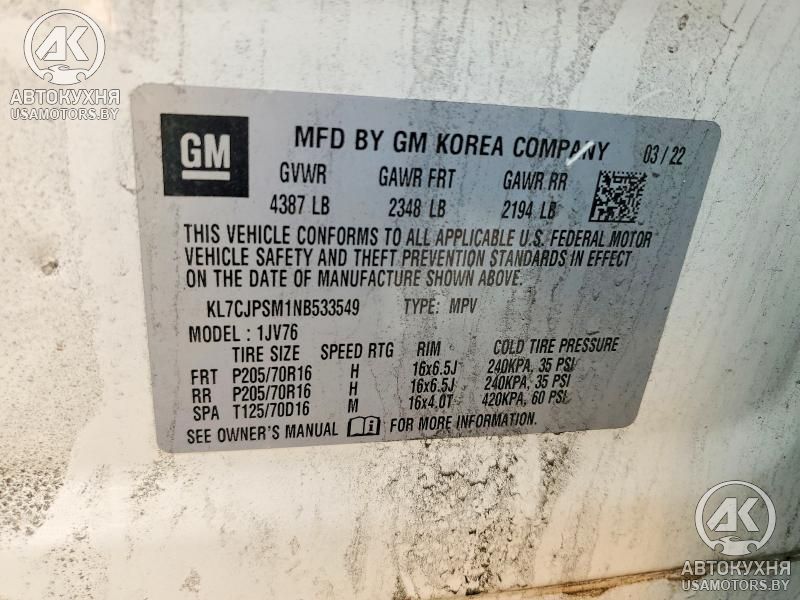 AK
АВТОКУХНЯ
USAMOTORS.BY
GM
MFD BY GM KOREA COMPANY 03/22
GVWR GAWR FRT GAWR RR
4387 LB 2348 LB 2194 LB
THIS VEHICLE CONFORMS TO ALL APPLICABLE U.S. FEDERAL MOTOR
VEHICLE SAFETY AND THEFT PREVENTION STANDARDS IN EFFECT
ON THE DATE OF MANUFACTURE SHOWN ABOVE.
KL7CJPSM1NB533549 TYPE: MPV
MODEL : 1JV76
TIRE SIZE SPEED RTG RIM COLD TIRE PRESSURE
FRT P205/70R16 H 16x6.5J 240KPA, 35 PSI
RR P205/70R16 H 16x6.5J 240KPA, 35 PSI
SPA T125/70D16 M 16x4.0T 420KPA, 60 PSI
SEE OWNER'S MANUAL FOR MORE INFORMATION.
AK
АВТОКУХНЯ
USAMOTORS.BY